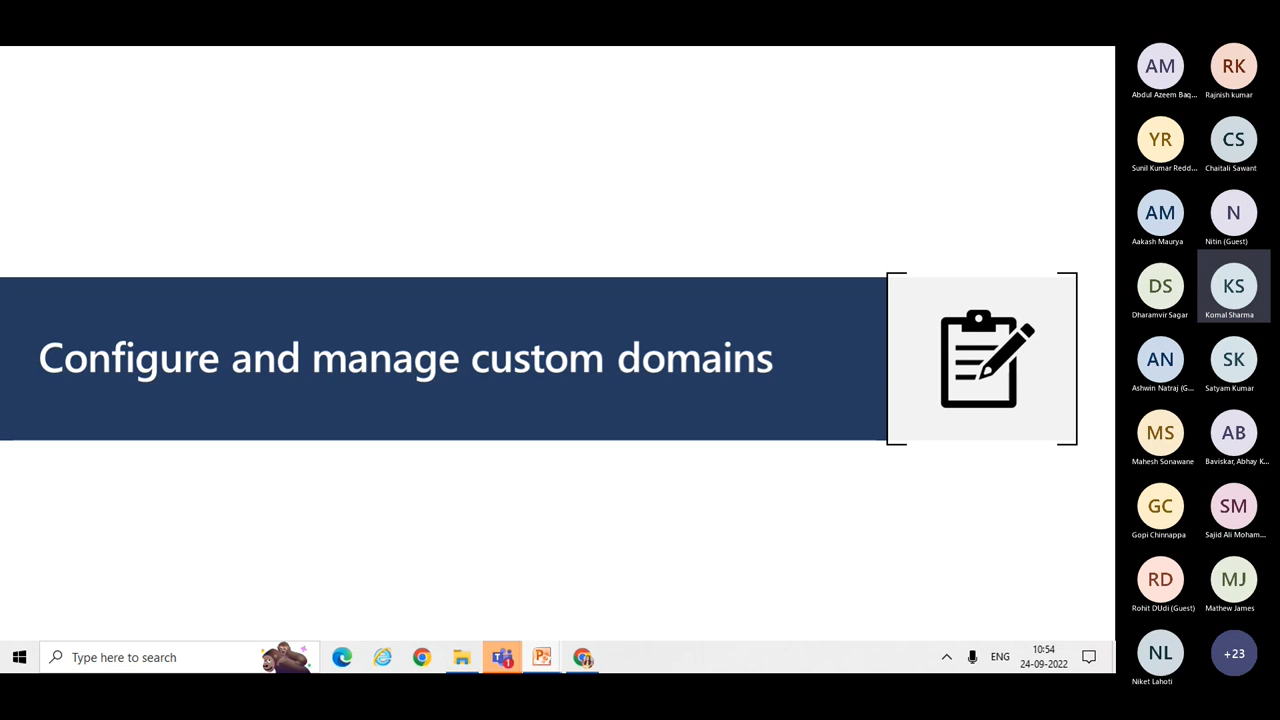 Configure and manage custom domains
AM
Abdul Azeem Baq...
RK
Rajnish kumar
YR
Sunil Kumar Redd...
CS
Chaitali Sawant
AM
Aakash Maurya
N
Nitin (Guest)
DS
Dharamvir Sagar
KS
Komal Sharma
AN
Ashwin Natraj (G...
SK
Satyam Kumar
MS
Mahesh Sonawane
AB
Baviskar, Abhay K...
GC
Gopi Chinnappa
SM
Sajid Ali Moham...
RD
Rohit DUdi (Guest)
MJ
Mathew James
NL
Niket Lahoti
+23
Type here to search
ENG
10:54
24-09-2022